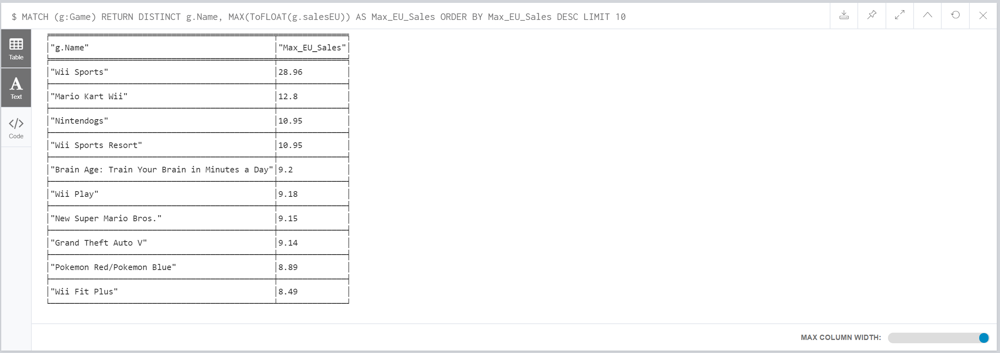 $ MATCH (g:Game) RETURN DISTINCT g.Name, MAX(ToFLOAT(g.salesEU)) AS Max_EU_Sales ORDER BY Max_EU_Sales DESC LIMIT 10
Table
Text
Code
"g.Name" "Max_EU_Sales"
"Wii Sports" 28.96
"Mario Kart Wii" 12.8
"Nintendogs" 10.95
"Wii Sports Resort" 10.95
"Brain Age: Train Your Brain in Minutes a Day" 9.2
"Wii Play" 9.18
"New Super Mario Bros." 9.15
"Grand Theft Auto V" 9.14
"Pokemon Red/Pokemon Blue" 8.89
"Wii Fit Plus" 8.49
MAX COLUMN WIDTH: